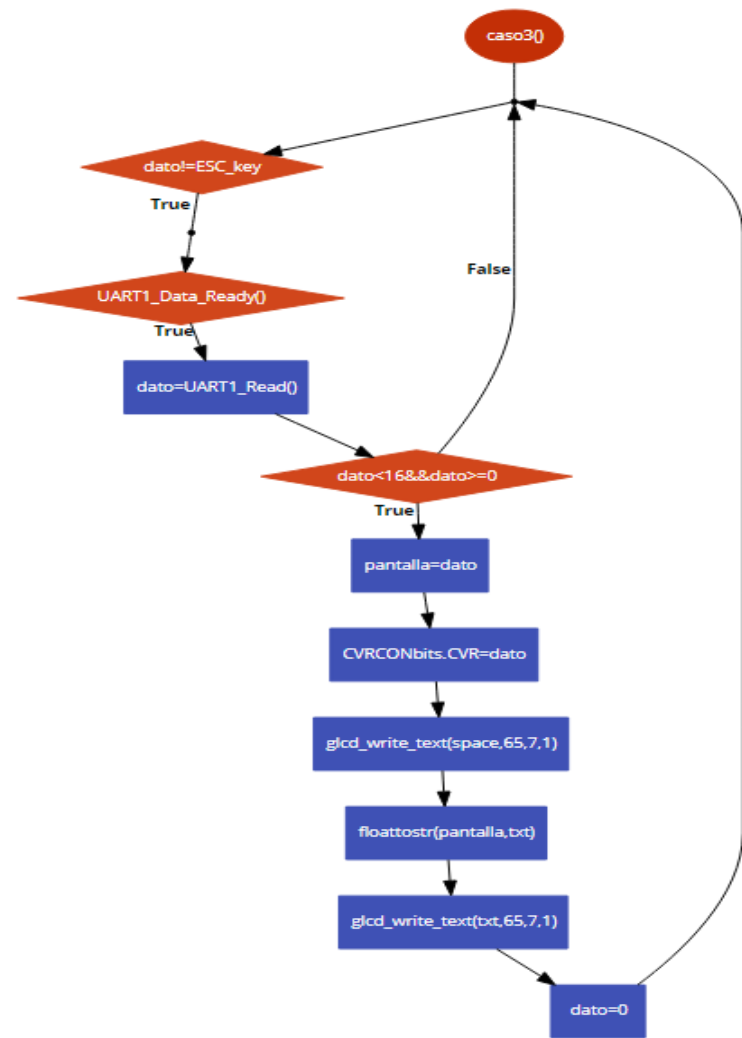 caso3()
dato!=ESC_key
True
UART1_Data_Ready()
True
dato=UART1_Read()
False
dato<16&&dato>=0
True
pantalla=dato
CVRCONbits.CVR=dato
glcd_write_text(space,65,7,1)
floattostr(pantalla,txt)
glcd_write_text(txt,65,7,1)
dato=0